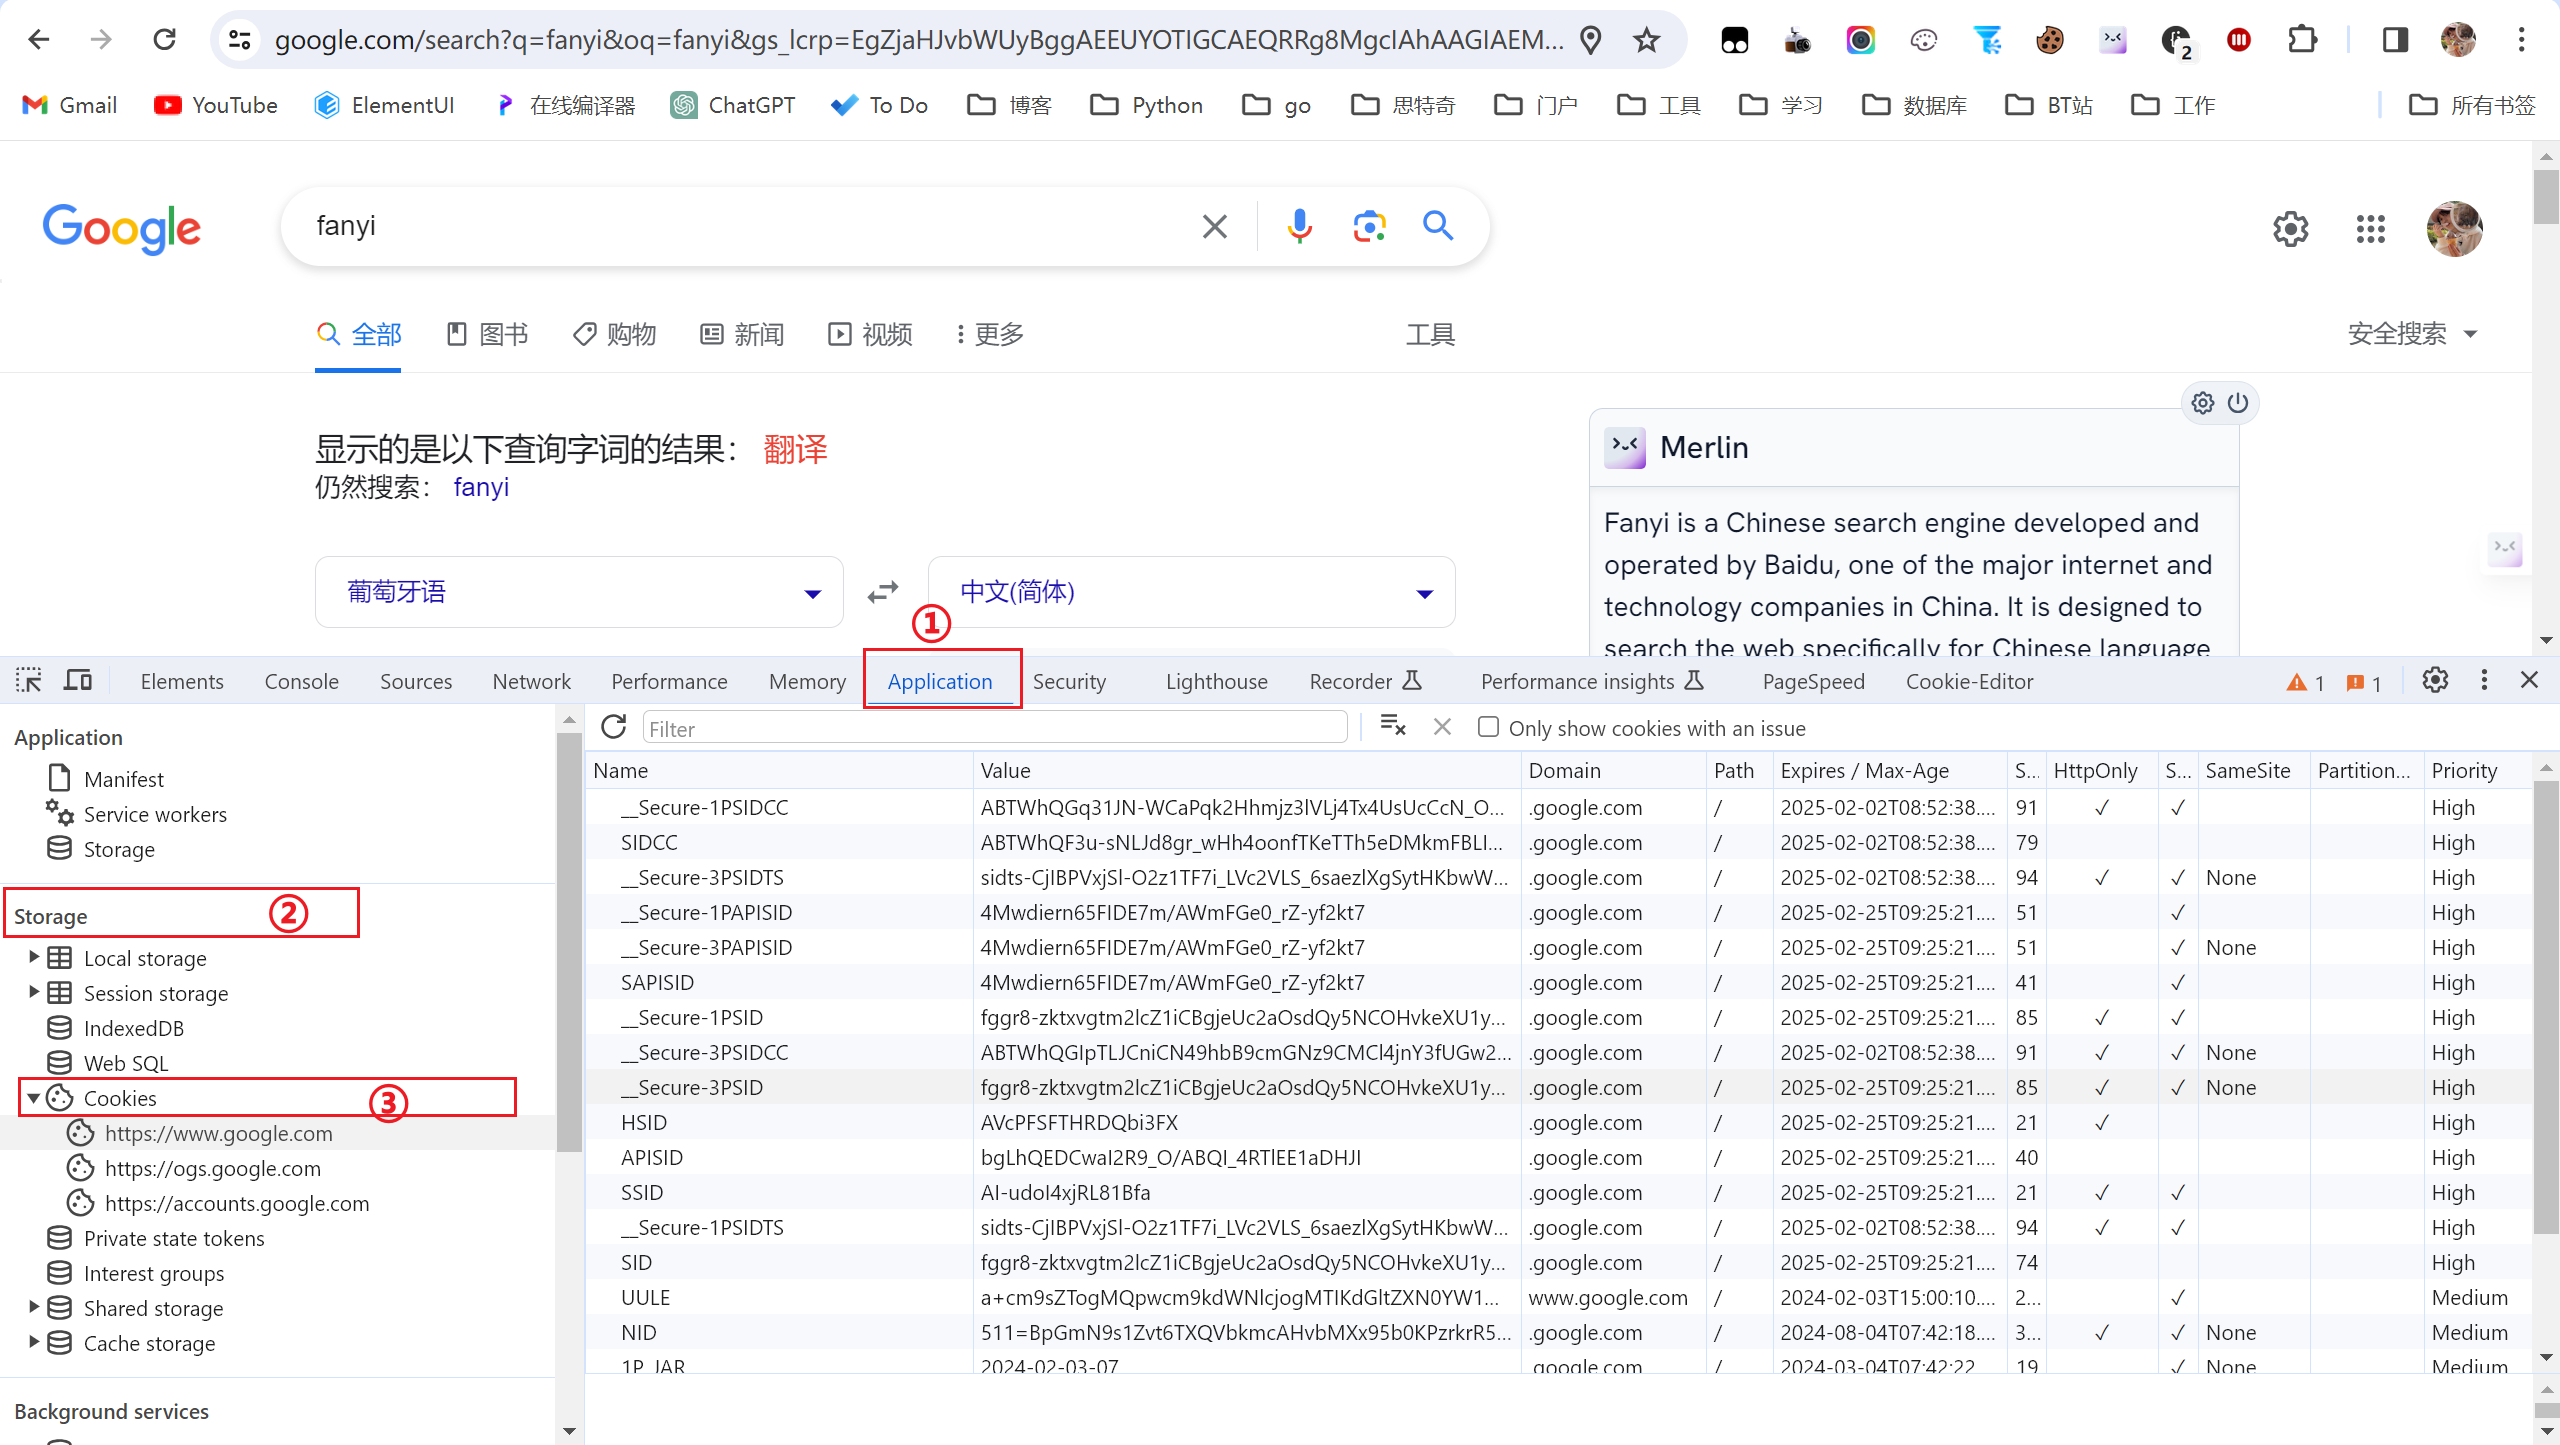 google.com/search?q=fanyi&oq=fanyi&gs_lcrp=EgZjaHJvbWUyBggAEEUYOTIGCAEQRRg8MgcIAhAAGIAEM...
2
Gmail YouTube ElementUI 在线编译器 ChatGPT To Do 博客 Python go 思特奇 门户 工具 学习 数据库 BT站 工作 所有书签
Google fanyi
全部 图书 购物 新闻 视频 更多 工具 安全搜索
显示的是以下查询字词的结果： 翻译
仍然搜索： fanyi
葡萄牙语 中文(简体)
Merlin
Fanyi is a Chinese search engine developed and
operated by Baidu, one of the major internet and
technology companies in China. It is designed to
search the web specifically for Chinese language
①
Elements Console Sources Network Performance Memory Application Security Lighthouse Recorder Performance insights PageSpeed Cookie-Editor 1 1
Application
Manifest
Service workers
Storage
Storage ②
Local storage
Session storage
IndexedDB
Web SQL
Cookies ③
https://www.google.com
https://ogs.google.com
https://accounts.google.com
Private state tokens
Interest groups
Shared storage
Cache storage
Background services
Filter Only show cookies with an issue
Name Value Domain Path Expires / Max-Age S... HttpOnly S... SameSite Partition... Priority
__Secure-1PSIDCC ABTWhQGq31JN-WCaPqk2Hhmjz3lVLj4Tx4UsUcCcN_O... .google.com / 2025-02-02T08:52:38.... 91 ✓ ✓ High
SIDCC ABTWhQF3u-sNLJd8gr_wHh4oonfTKeTTh5eDMkmFBLI... .google.com / 2025-02-02T08:52:38.... 79 High
__Secure-3PSIDTS sidts-CjIBPVxjSl-O2z1TF7i_LVc2VLS_6saezlXgSytHKbwW... .google.com / 2025-02-02T08:52:38.... 94 ✓ ✓ None High
__Secure-1PAPISID 4Mwdiern65FIDE7m/AWmFGe0_rZ-yf2kt7 .google.com / 2025-02-25T09:25:21.... 51 ✓ High
__Secure-3PAPISID 4Mwdiern65FIDE7m/AWmFGe0_rZ-yf2kt7 .google.com / 2025-02-25T09:25:21.... 51 ✓ None High
SAPISID 4Mwdiern65FIDE7m/AWmFGe0_rZ-yf2kt7 .google.com / 2025-02-25T09:25:21.... 41 ✓ High
__Secure-1PSID fggr8-zktxvgtm2lcZ1iCBgjeUc2aOsdQy5NCOHvkeXU1y... .google.com / 2025-02-25T09:25:21.... 85 ✓ ✓ High
__Secure-3PSIDCC ABTWhQGIpTLJCniCN49hbB9cmGNz9CMCl4jnY3fUGw2... .google.com / 2025-02-02T08:52:38.... 91 ✓ ✓ None High
__Secure-3PSID fggr8-zktxvgtm2lcZ1iCBgjeUc2aOsdQy5NCOHvkeXU1y... .google.com / 2025-02-25T09:25:21.... 85 ✓ ✓ None High
HSID AVcPFSFTHRDQbi3FX .google.com / 2025-02-25T09:25:21.... 21 ✓ High
APISID bgLhQEDCwaI2R9_O/ABQI_4RTlEE1aDHJI .google.com / 2025-02-25T09:25:21.... 40 High
SSID AI-udoI4xjRL81Bfa .google.com / 2025-02-25T09:25:21.... 21 ✓ ✓ High
__Secure-1PSIDTS sidts-CjIBPVxjSl-O2z1TF7i_LVc2VLS_6saezlXgSytHKbwW... .google.com / 2025-02-02T08:52:38.... 94 ✓ ✓ High
SID fggr8-zktxvgtm2lcZ1iCBgjeUc2aOsdQy5NCOHvkeXU1y... .google.com / 2025-02-25T09:25:21.... 74 High
UULE a+cm9sZTogMQpwcm9kdWNlcjogMTIKdGltZXN0YW1... www.google.com / 2024-02-03T15:00:10.... 2... ✓ Medium
NID 511=BpGmN9s1Zvt6TXQVbkmcAHvbMXx95b0KPzrkrR5... .google.com / 2024-08-04T07:42:18.... 3... ✓ ✓ None Medium
1P_JAR 2024-02-03-07 .google.com / 2024-03-04T07:42:22 19 ✓ None Medium